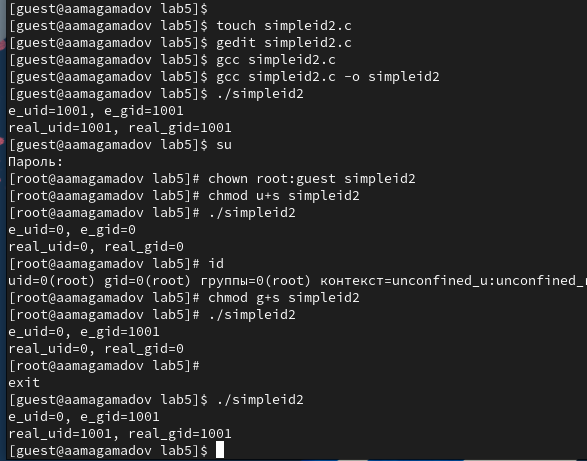 [guest@aamagamadov lab5]$
[guest@aamagamadov lab5]$ touch simpleid2.c
[guest@aamagamadov lab5]$ gedit simpleid2.c
[guest@aamagamadov lab5]$ gcc simpleid2.c
[guest@aamagamadov lab5]$ gcc simpleid2.c -o simpleid2
[guest@aamagamadov lab5]$ ./simpleid2
e_uid=1001, e_gid=1001
real_uid=1001, real_gid=1001
[guest@aamagamadov lab5]$ su
Пароль:
[root@aamagamadov lab5]# chown root:guest simpleid2
[root@aamagamadov lab5]# chmod u+s simpleid2
[root@aamagamadov lab5]# ./simpleid2
e_uid=0, e_gid=0
real_uid=0, real_gid=0
[root@aamagamadov lab5]# id
uid=0(root) gid=0(root) группы=0(root) контекст=unconfined_u:unconfined_
[root@aamagamadov lab5]# chmod g+s simpleid2
[root@aamagamadov lab5]# ./simpleid2
e_uid=0, e_gid=1001
real_uid=0, real_gid=0
[root@aamagamadov lab5]#
exit
[guest@aamagamadov lab5]$ ./simpleid2
e_uid=0, e_gid=1001
real_uid=1001, real_gid=1001
[guest@aamagamadov lab5]$